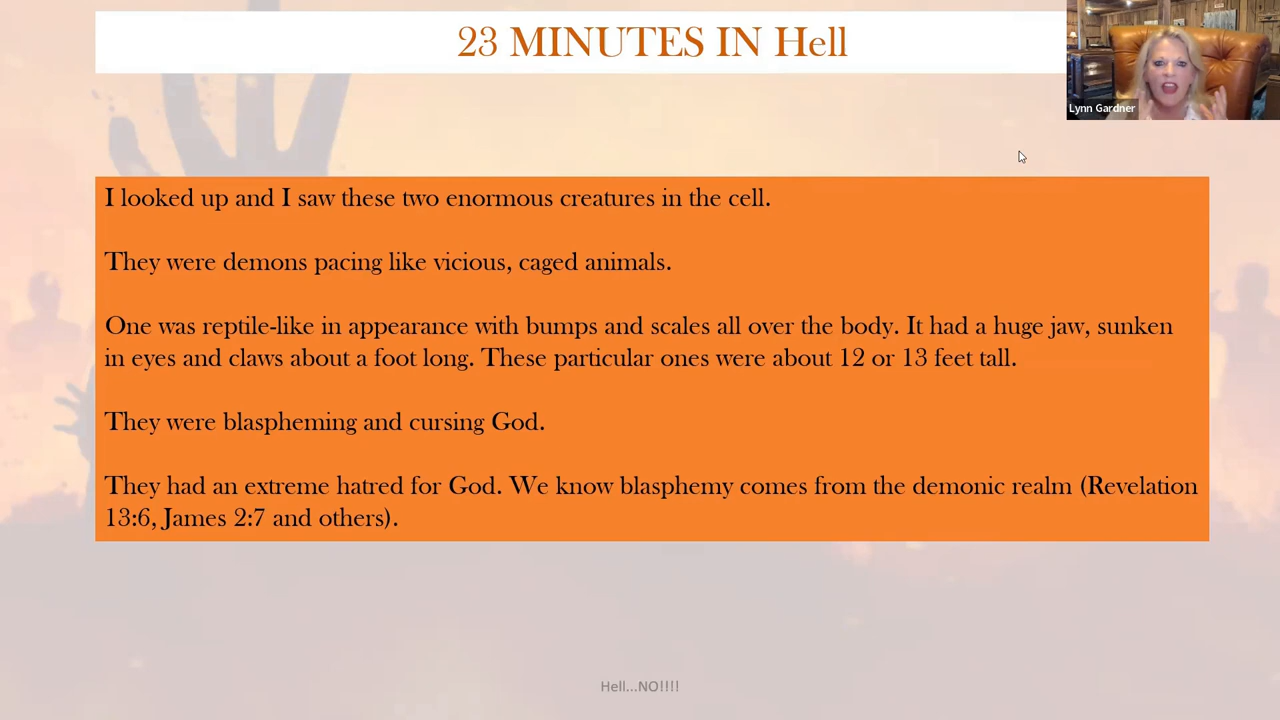 23 MINUTES IN Hell
Lynn Gardner
I looked up and I saw these two enormous creatures in the cell.
They were demons pacing like vicious, caged animals.
One was reptile-like in appearance with bumps and scales all over the body. It had a huge jaw, sunken
in eyes and claws about a foot long. These particular ones were about 12 or 13 feet tall.
They were blaspheming and cursing God.
They had an extreme hatred for God. We know blasphemy comes from the demonic realm (Revelation
13:6, James 2:7 and others).
Hell...NO!!!!